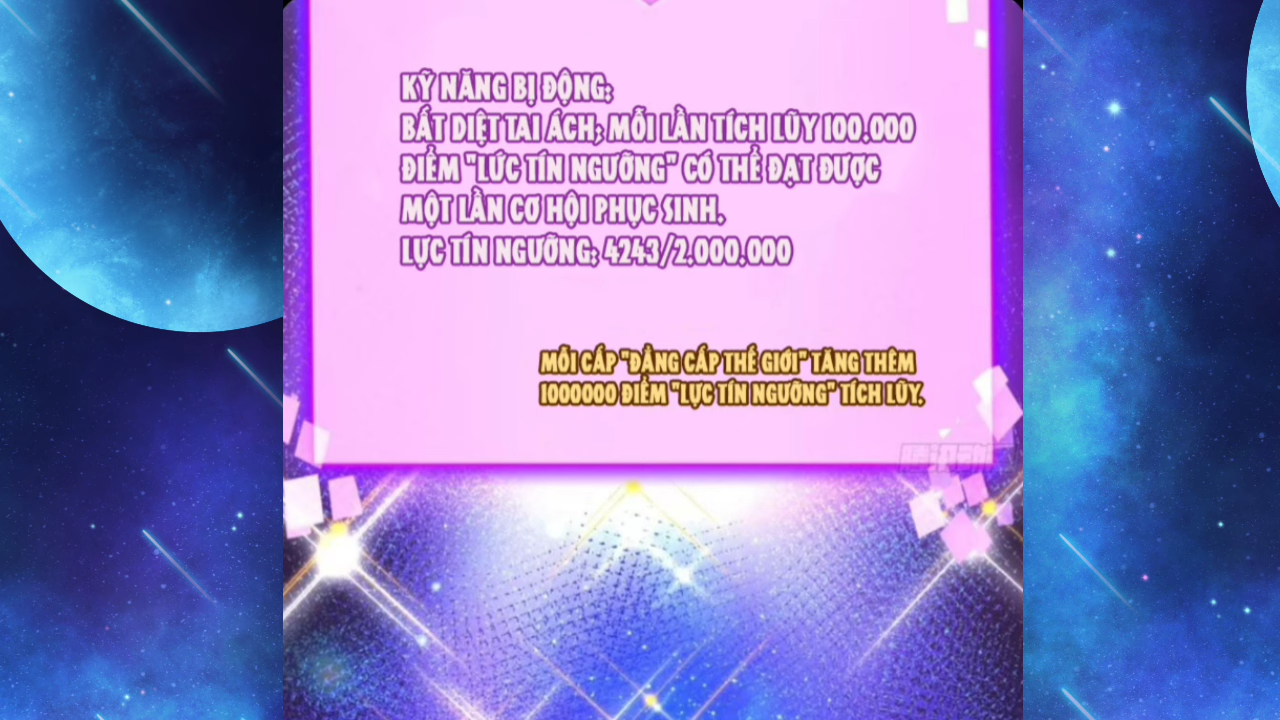 KỸ NĂNG BỊ ĐỘNG:
BẤT DIỆT TAI ÁCH; MỖI LẦN TÍCH LŨY 100.000
ĐIỂM "LỨC TÍN NGƯỠNG" CÓ THỂ ĐẠT ĐƯỢC
MỘT LẦN CƠ HỘI PHỤC SINH.
LỰC TÍN NGƯỠNG: 4243/2.000.000
MỖI CẤP "ĐẲNG CẤP THẾ GIỚI" TĂNG THÊM
1000000 ĐIỂM "LỰC TÍN NGƯỠNG" TÍCH LŨY.